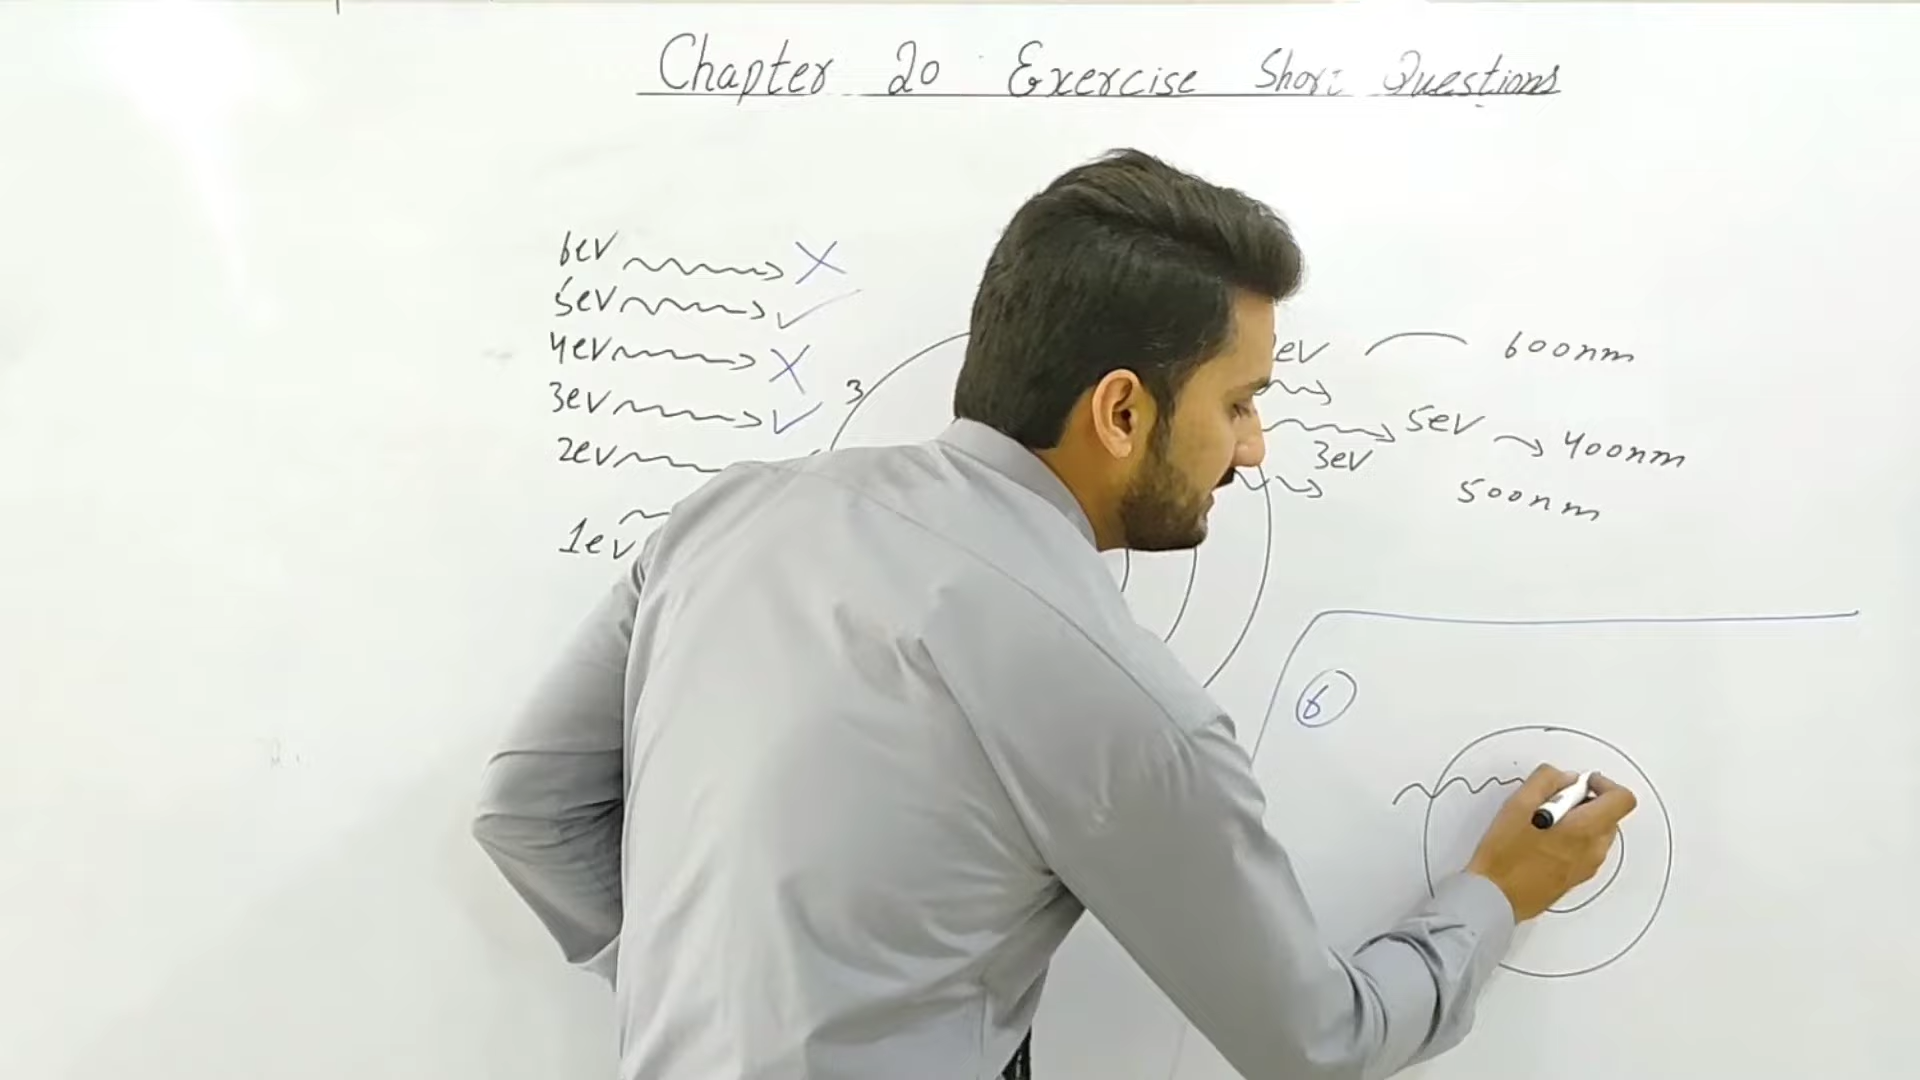 Chapter 20 Exercise Short Questions
6eV
5eV
4eV
3eV
2eV
1eV
3
eV 600nm
5eV 400nm
3eV
500nm
6